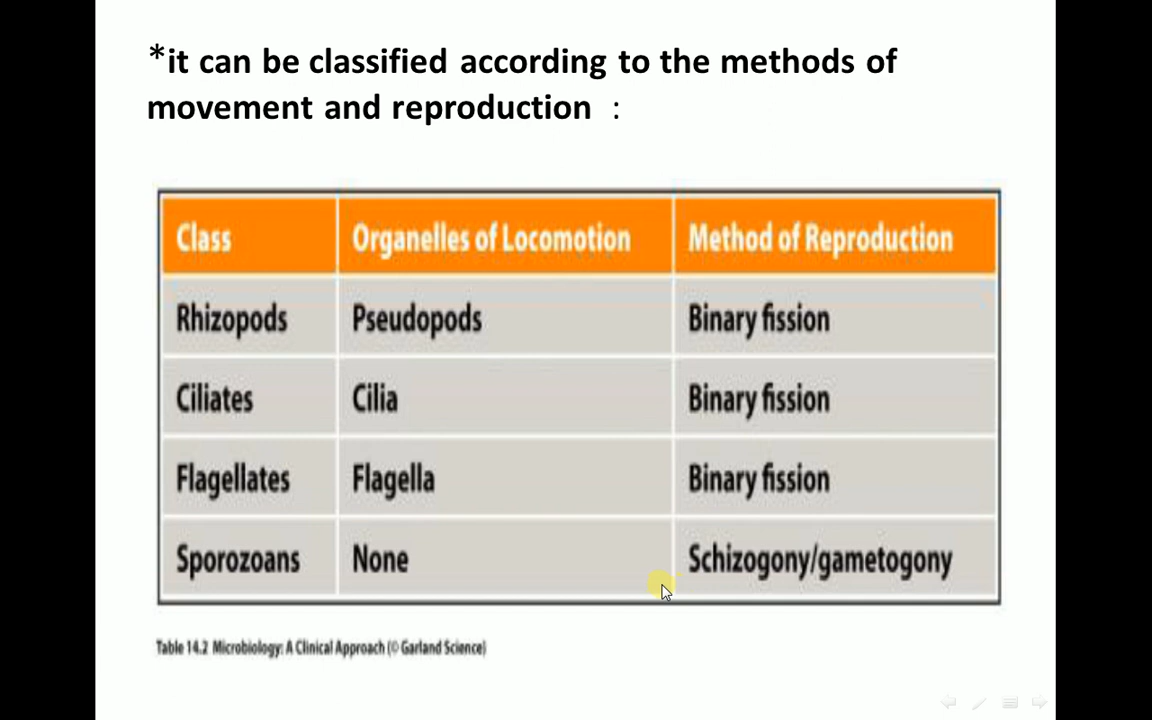 *it can be classified according to the methods of
movement and reproduction :
Class Organelles of Locomotion Method of Reproduction
Rhizopods Pseudopods Binary fission
Ciliates Cilia Binary fission
Flagellates Flagella Binary fission
Sporozoans None Schizogony/gametogony
Table 14.2 Microbiology: A Clinical Approach (© Garland Science)